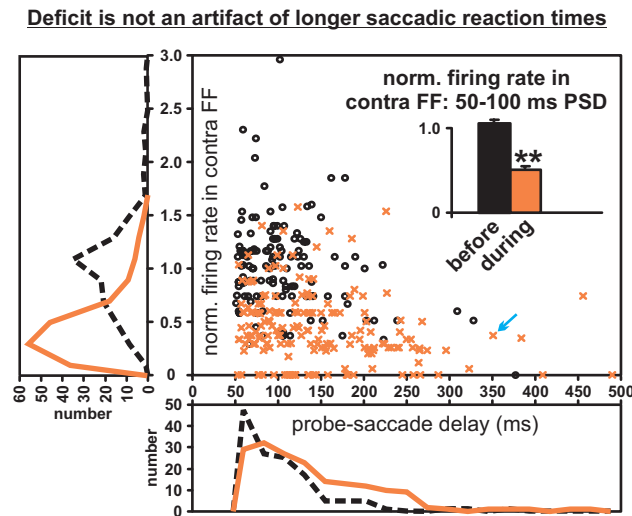 Deficit is not an artifact of longer saccadic reaction times
3.0
2.5
2.0
1.5
1.0
0.5
0
norm. firing rate in contra FF
norm. firing rate in
contra FF: 50-100 ms PSD
1.0
0
**
before
during
60 50 40 30 20 10 0
number
0 50 100 150 200 250 300 350 400 450 500
probe-saccade delay (ms)
50
40
30
20
10
0
number